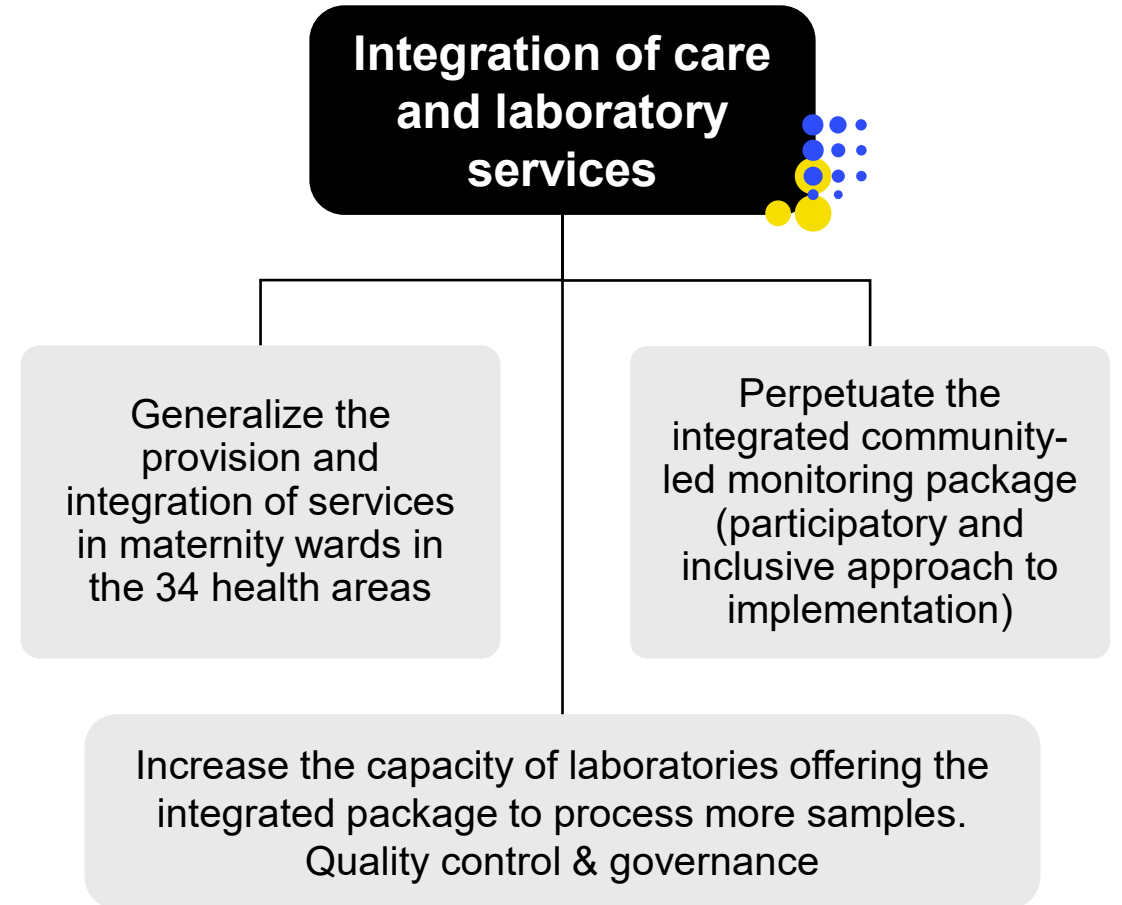 Integration of care
and laboratory
services
Generalize the
provision and
integration of services
in maternity wards in
the 34 health areas
Perpetuate the
integrated community-
led monitoring package
(participatory and
inclusive approach to
implementation)
Increase the capacity of laboratories offering the
integrated package to process more samples.
Quality control & governance